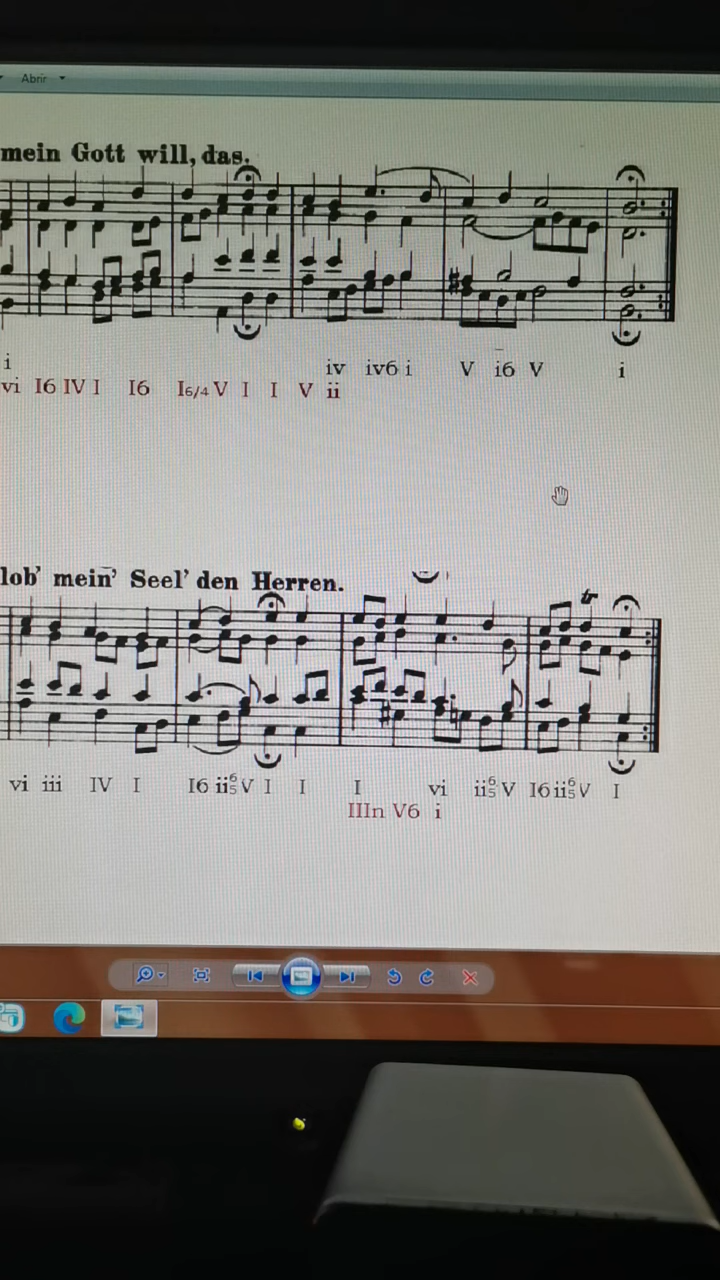 Abrir
mein Gott will, das.
i iv iv6 i V i6 V i
vi I6 IV I I6 I6/4 V I I V ii
lob' mein' Seel' den Herren.
tr
vi iii IV I I6 ii6/5 V I I I vi ii6/5 V I6 ii6/5 V I
IIIn V6 i